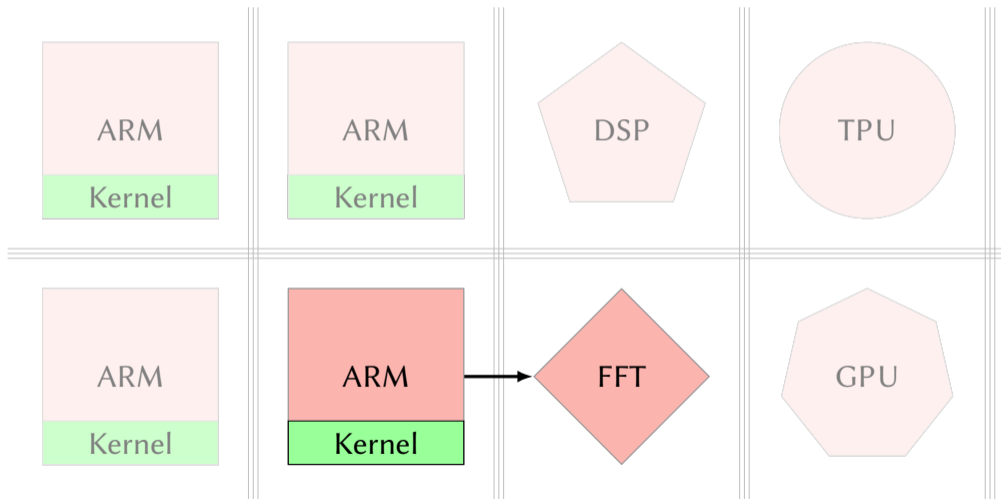 ARM
Kernel
ARM
Kernel
DSP
TPU
ARM
Kernel
ARM
Kernel
FFT
GPU